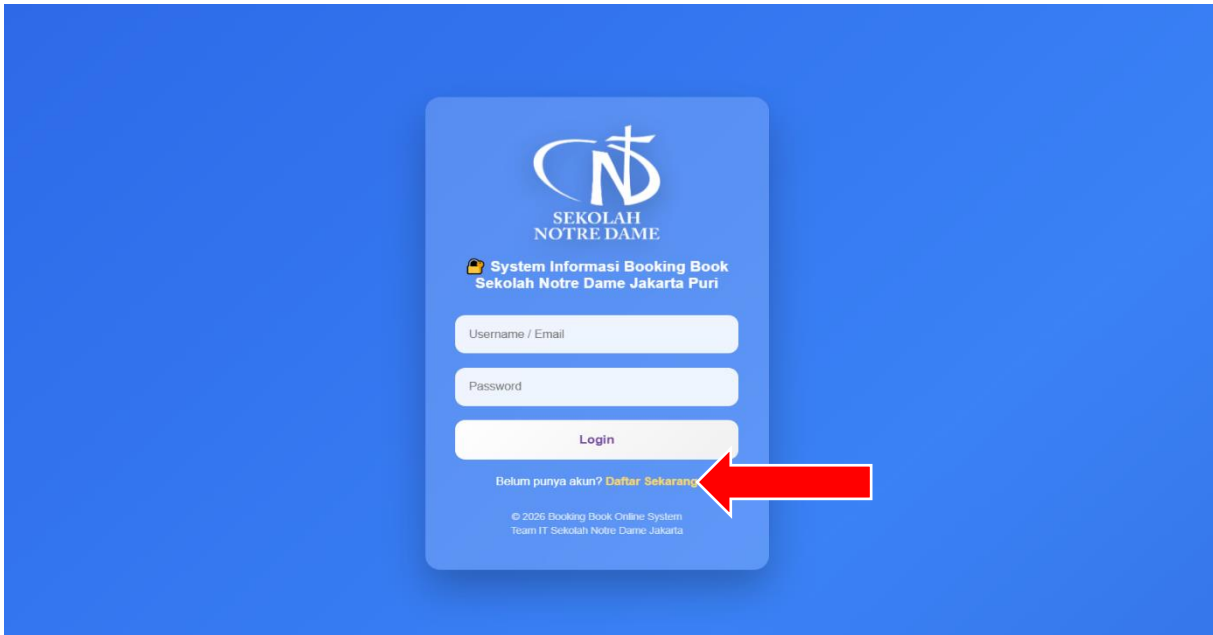 SEKOLAH
NOTRE DAME
System Informasi Booking Book
Sekolah Notre Dame Jakarta Puri
Username / Email
Password
Login
Belum punya akun? Daftar Sekarang
© 2026 Booking Book Online System
Team IT Sekolah Notre Dame Jakarta